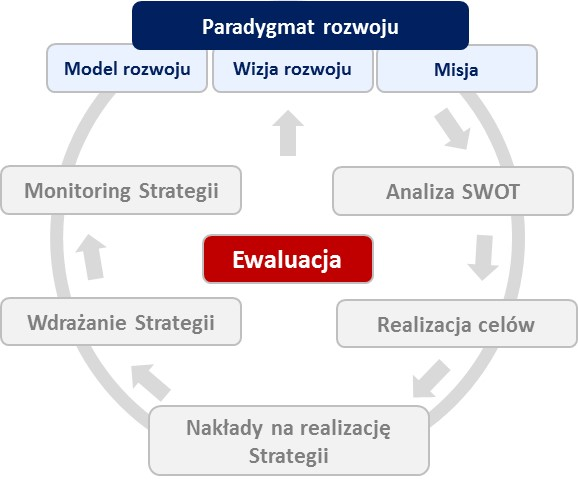 Paradygmat rozwoju
Model rozwoju
Wizja rozwoju
Misja
Monitoring Strategii
Analiza SWOT
Ewaluacja
Wdrażanie Strategii
Realizacja celów
Nakłady na realizację
Strategii